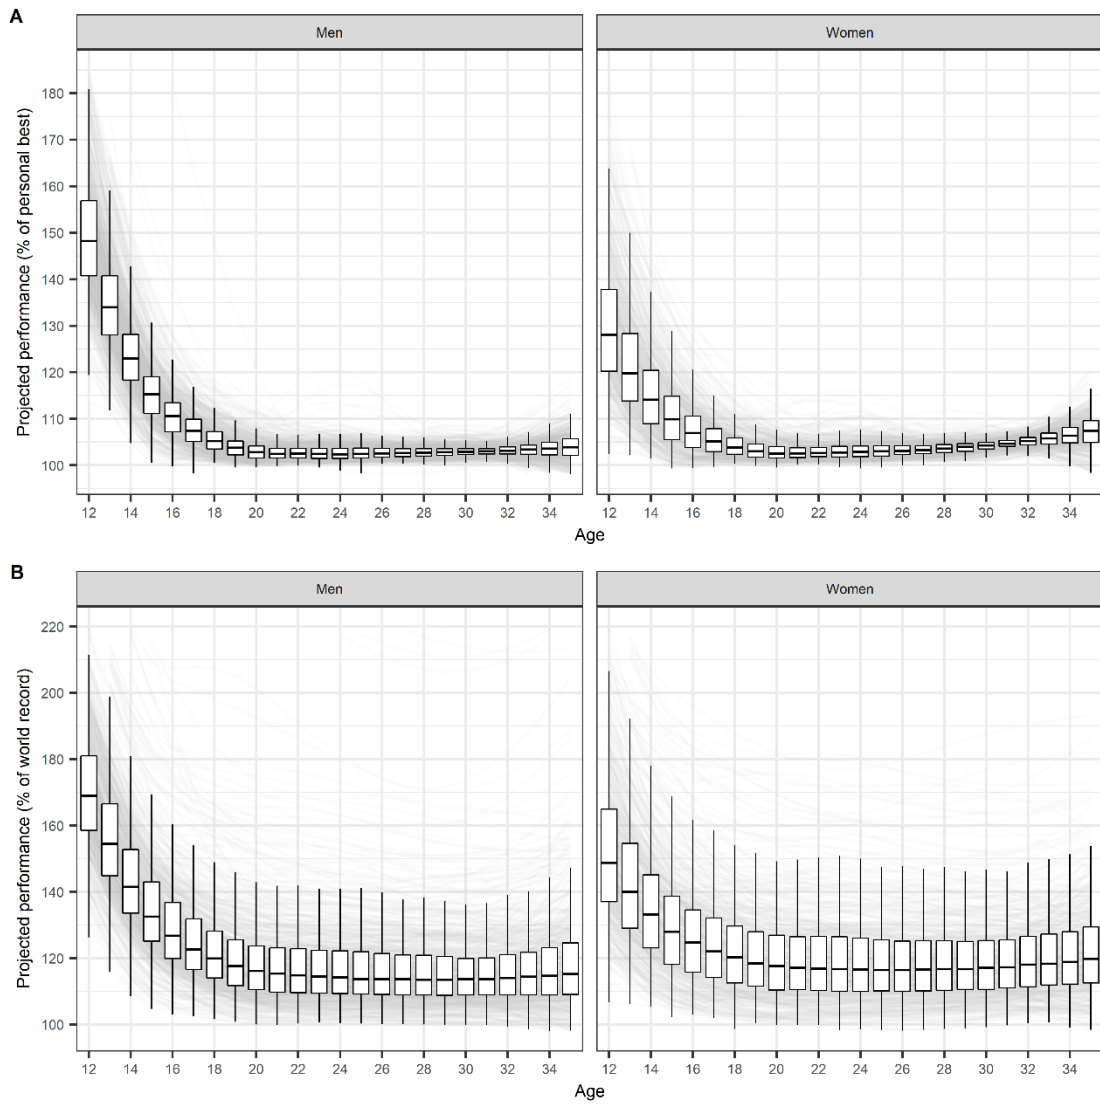 A
Men Women
Projected performance (% of personal best)
180
170
160
150
140
130
120
110
100
12 14 16 18 20 22 24 26 28 30 32 34 12 14 16 18 20 22 24 26 28 30 32 34
Age
B
Men Women
Projected performance (% of world record)
220
200
180
160
140
120
100
12 14 16 18 20 22 24 26 28 30 32 34 12 14 16 18 20 22 24 26 28 30 32 34
Age